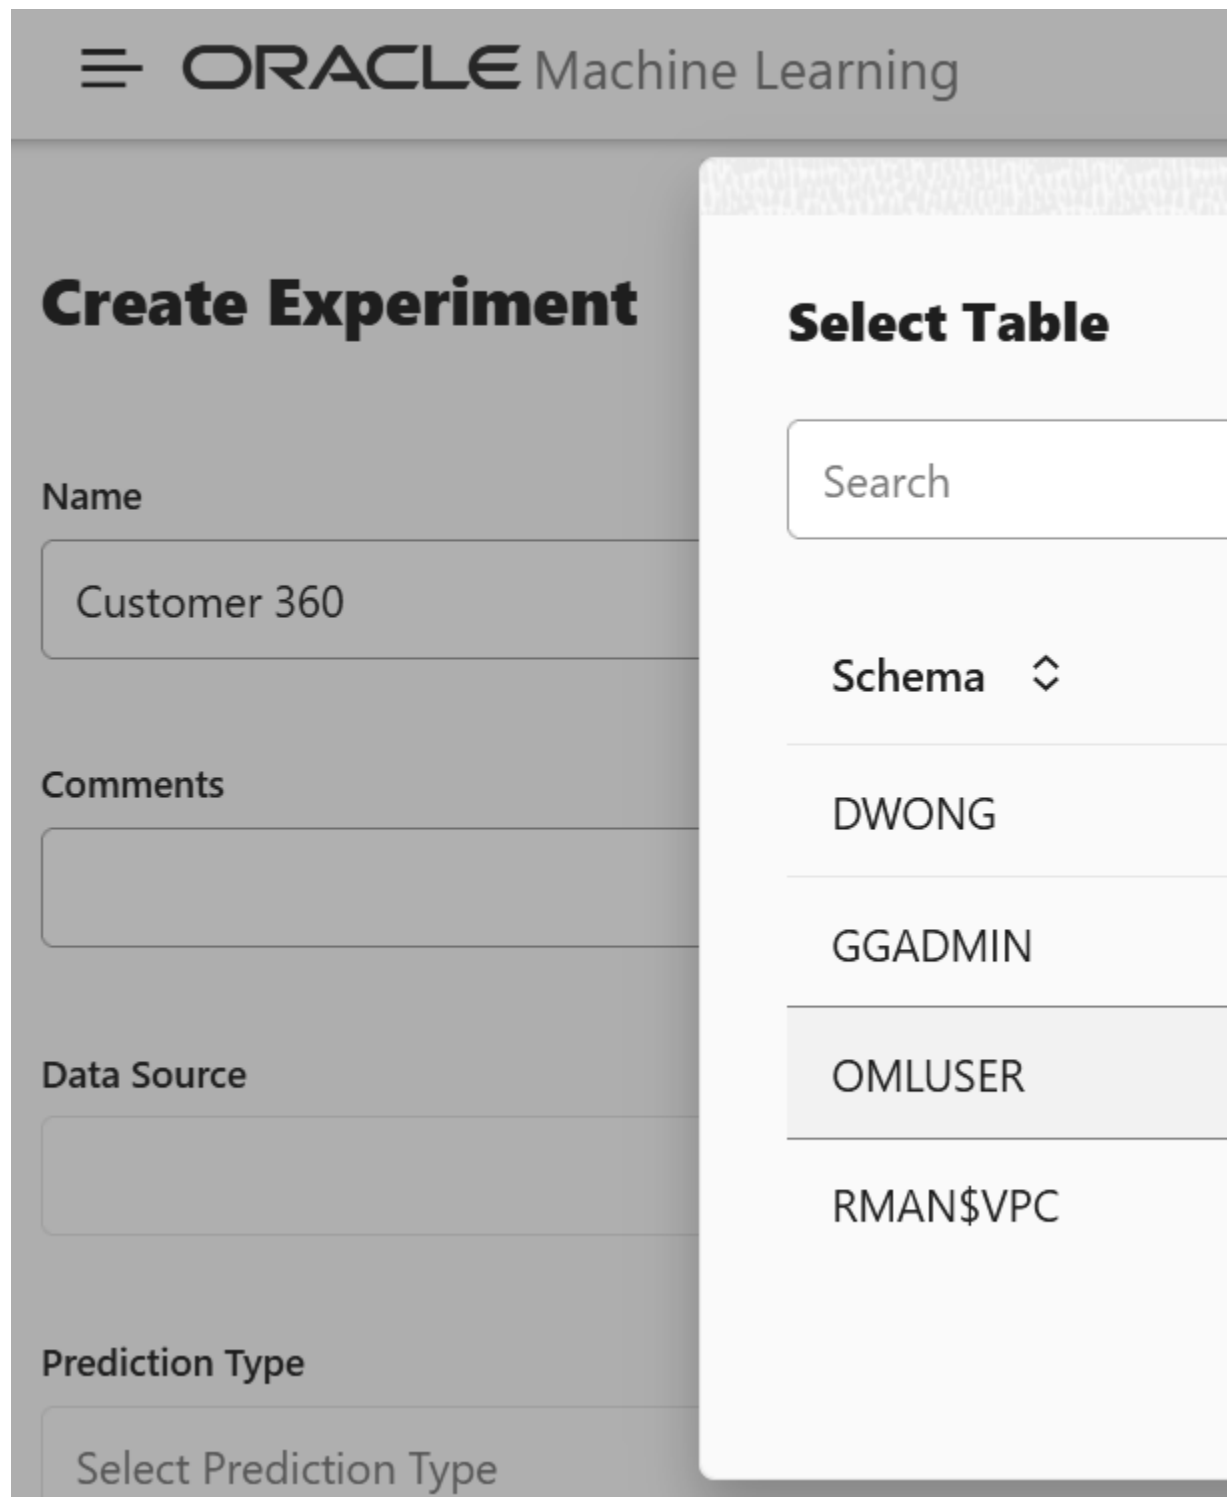 ORACLE Machine Learning
Create Experiment
Name
Customer 360
Comments
Data Source
Prediction Type
Select Prediction Type
Select Table
Search
Schema
DWONG
GGADMIN
OMLUSER
RMAN$VPC